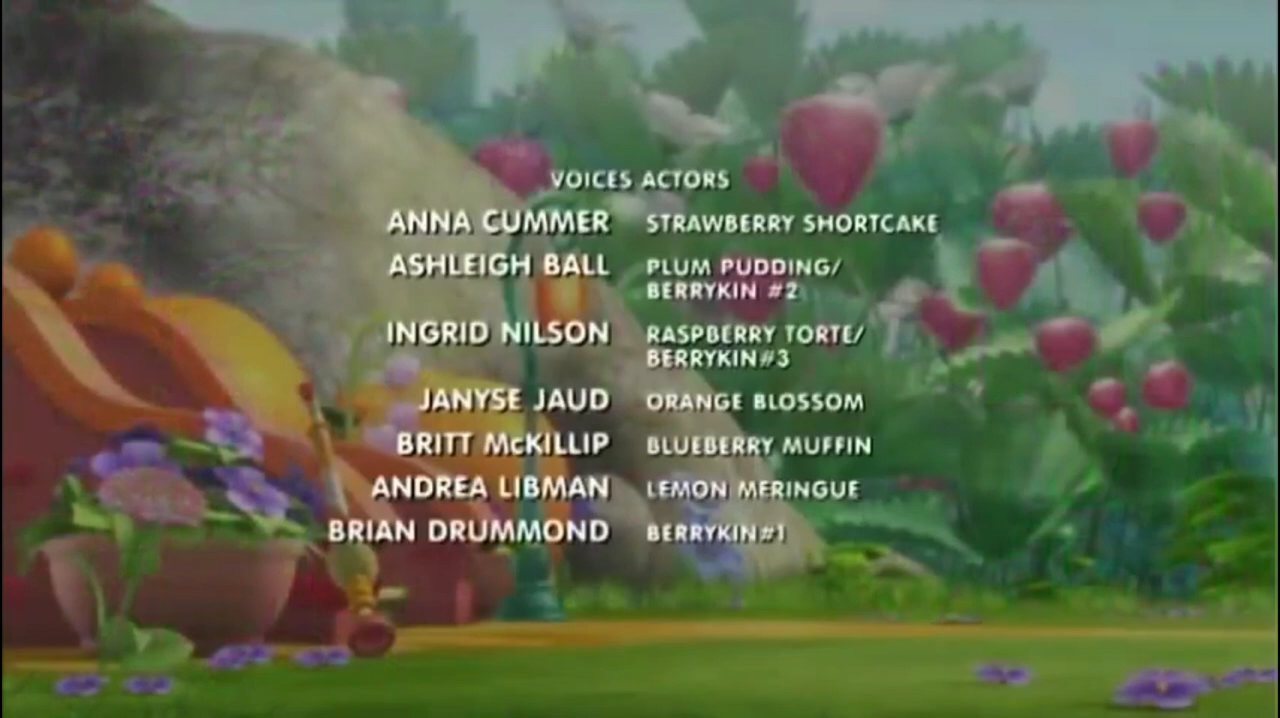 VOICES ACTORS
ANNA CUMMER STRAWBERRY SHORTCAKE
ASHLEIGH BALL PLUM PUDDING/
BERRYKIN #2
INGRID NILSON RASPBERRY TORTE/
BERRYKIN#3
JANYSE JAUD ORANGE BLOSSOM
BRITT McKILLIP BLUEBERRY MUFFIN
ANDREA LIBMAN LEMON MERINGUE
BRIAN DRUMMOND BERRYKIN#1